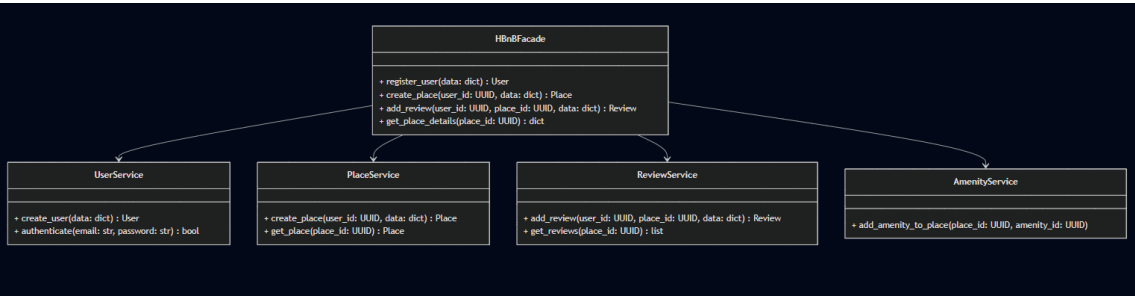 HBnBFacade
+ register_user(data: dict) : User
+ create_place(user_id: UUID, data: dict) : Place
+ add_review(user_id: UUID, place_id: UUID, data: dict) : Review
+ get_place_details(place_id: UUID) : dict
UserService
+ create_user(data: dict) : User
+ authenticate(email: str, password: str) : bool
PlaceService
+ create_place(user_id: UUID, data: dict) : Place
+ get_place(place_id: UUID) : Place
ReviewService
+ add_review(user_id: UUID, place_id: UUID, data: dict) : Review
+ get_reviews(place_id: UUID) : list
AmenityService
+ add_amenity_to_place(place_id: UUID, amenity_id: UUID)